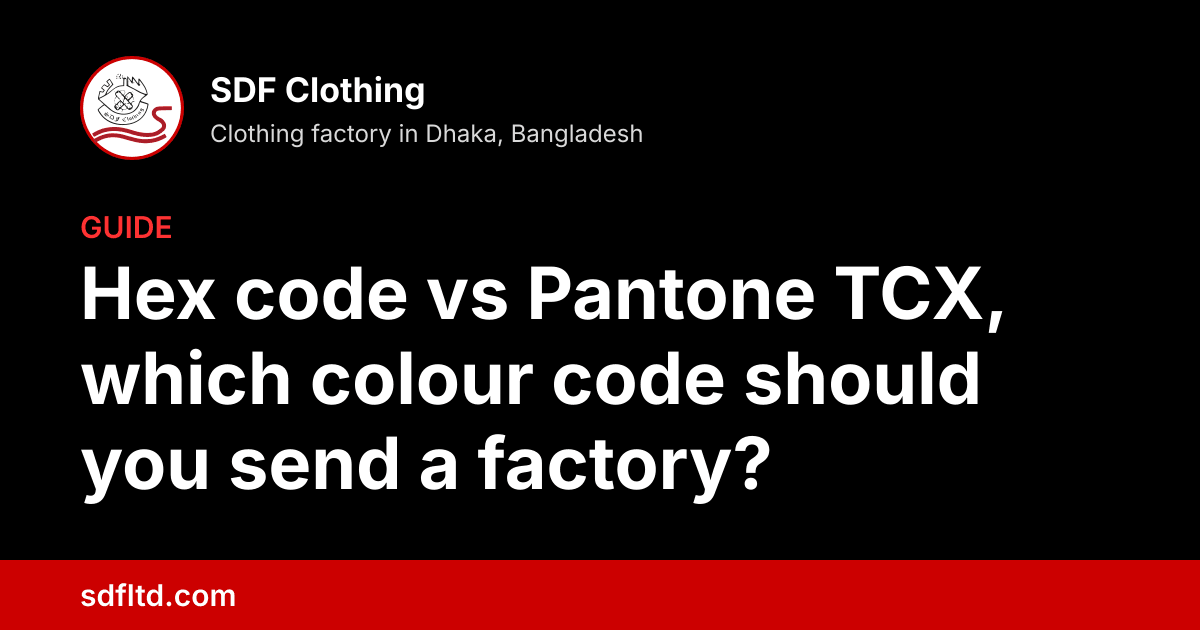 SDF Clothing
Clothing factory in Dhaka, Bangladesh
GUIDE
Hex code vs Pantone TCX,
which colour code should
you send a factory?
sdfltd.com